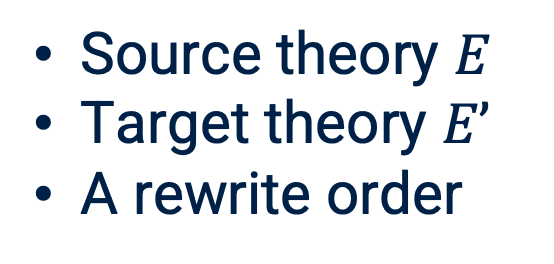 • Source theory E
• Target theory E’
• A rewrite order